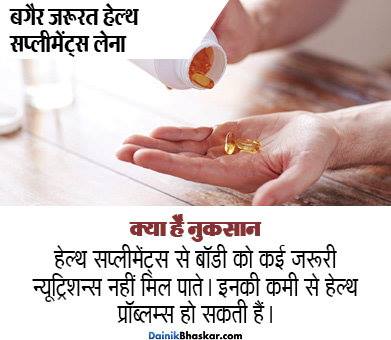 बगैर जरूरत हेल्थ
सप्लीमेंट्स लेना
क्या हैं नुकसान
हेल्थ सप्लीमेंट्स से बॉडी को कई जरूरी
न्यूट्रिशन्स नहीं मिल पाते। इनकी कमी से हेल्थ
प्रॉब्लम्स हो सकती हैं।
DainikBhaskar.com